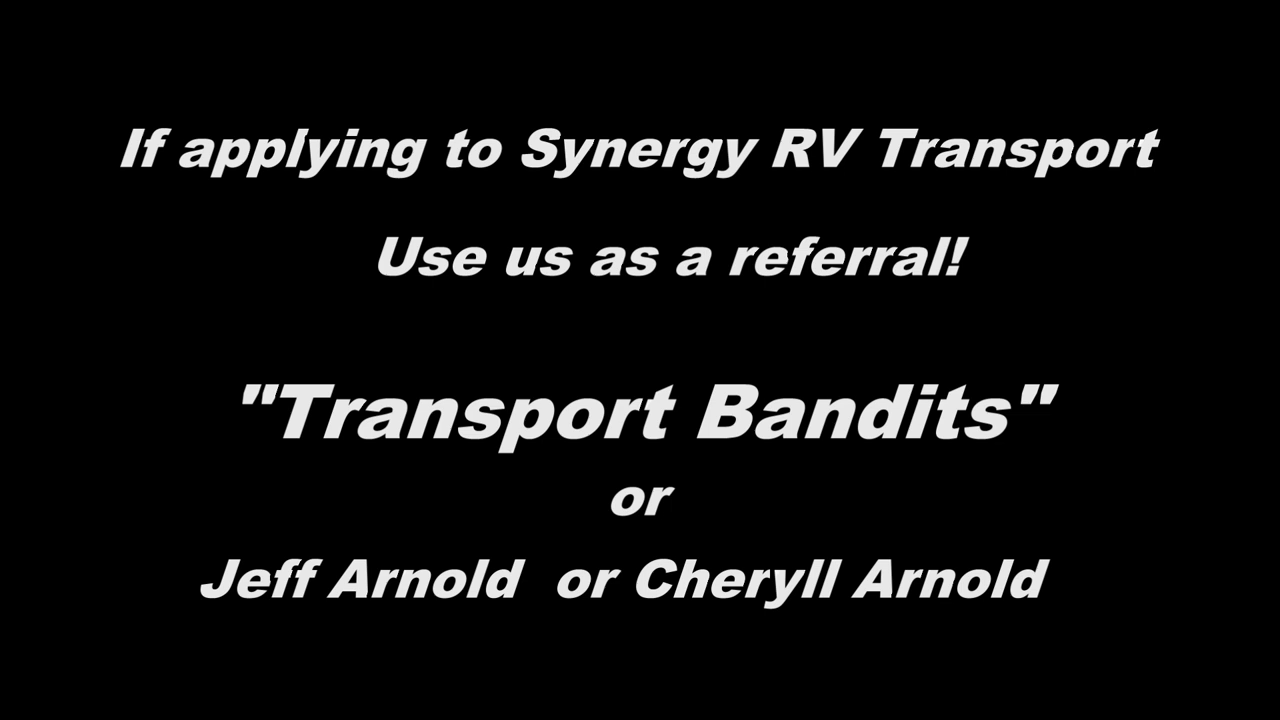 If applying to Synergy RV Transport
Use us as a referral!
"Transport Bandits"
or
Jeff Arnold or Cheryll Arnold